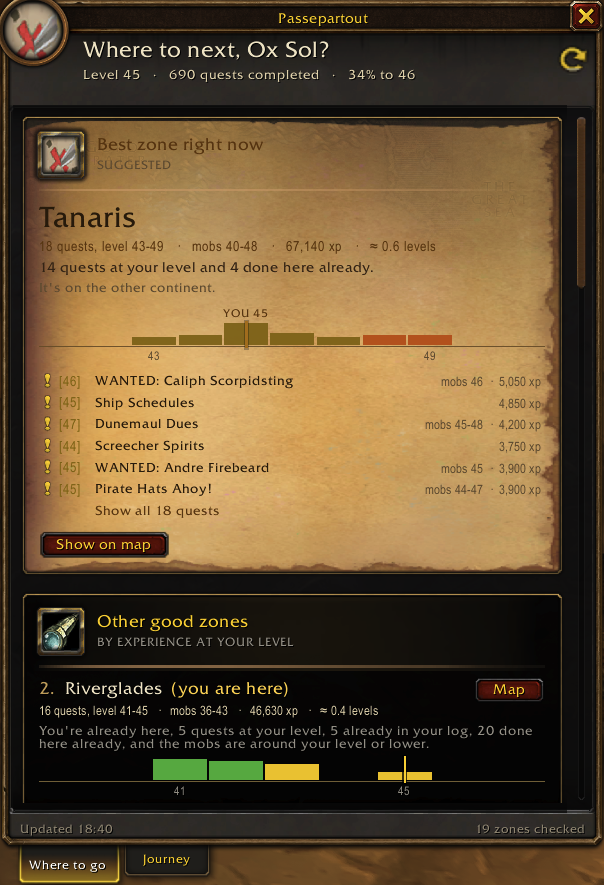 Passepartout
Where to next, Ox Sol?
Level 45 · 690 quests completed · 34% to 46
Best zone right now
SUGGESTED
Tanaris
18 quests, level 43-49 · mobs 40-48 · 67,140 xp · ≈ 0.6 levels
14 quests at your level and 4 done here already.
It's on the other continent.
YOU 45
43 49
[46] WANTED: Caliph Scorpidsting mobs 46 · 5,050 xp
[45] Ship Schedules 4,850 xp
[47] Dunemaul Dues mobs 45-48 · 4,200 xp
[44] Screecher Spirits 3,750 xp
[45] WANTED: Andre Firebeard mobs 45 · 3,900 xp
[45] Pirate Hats Ahoy! mobs 44-47 · 3,900 xp
Show all 18 quests
Show on map
Other good zones
BY EXPERIENCE AT YOUR LEVEL
2. Riverglades (you are here) Map
16 quests, level 41-45 · mobs 36-43 · 46,630 xp · ≈ 0.4 levels
You're already here, 5 quests at your level, 5 already in your log, 20 done
here already, and the mobs are around your level or lower.
41 45
Updated 18:40 19 zones checked
Where to go Journey